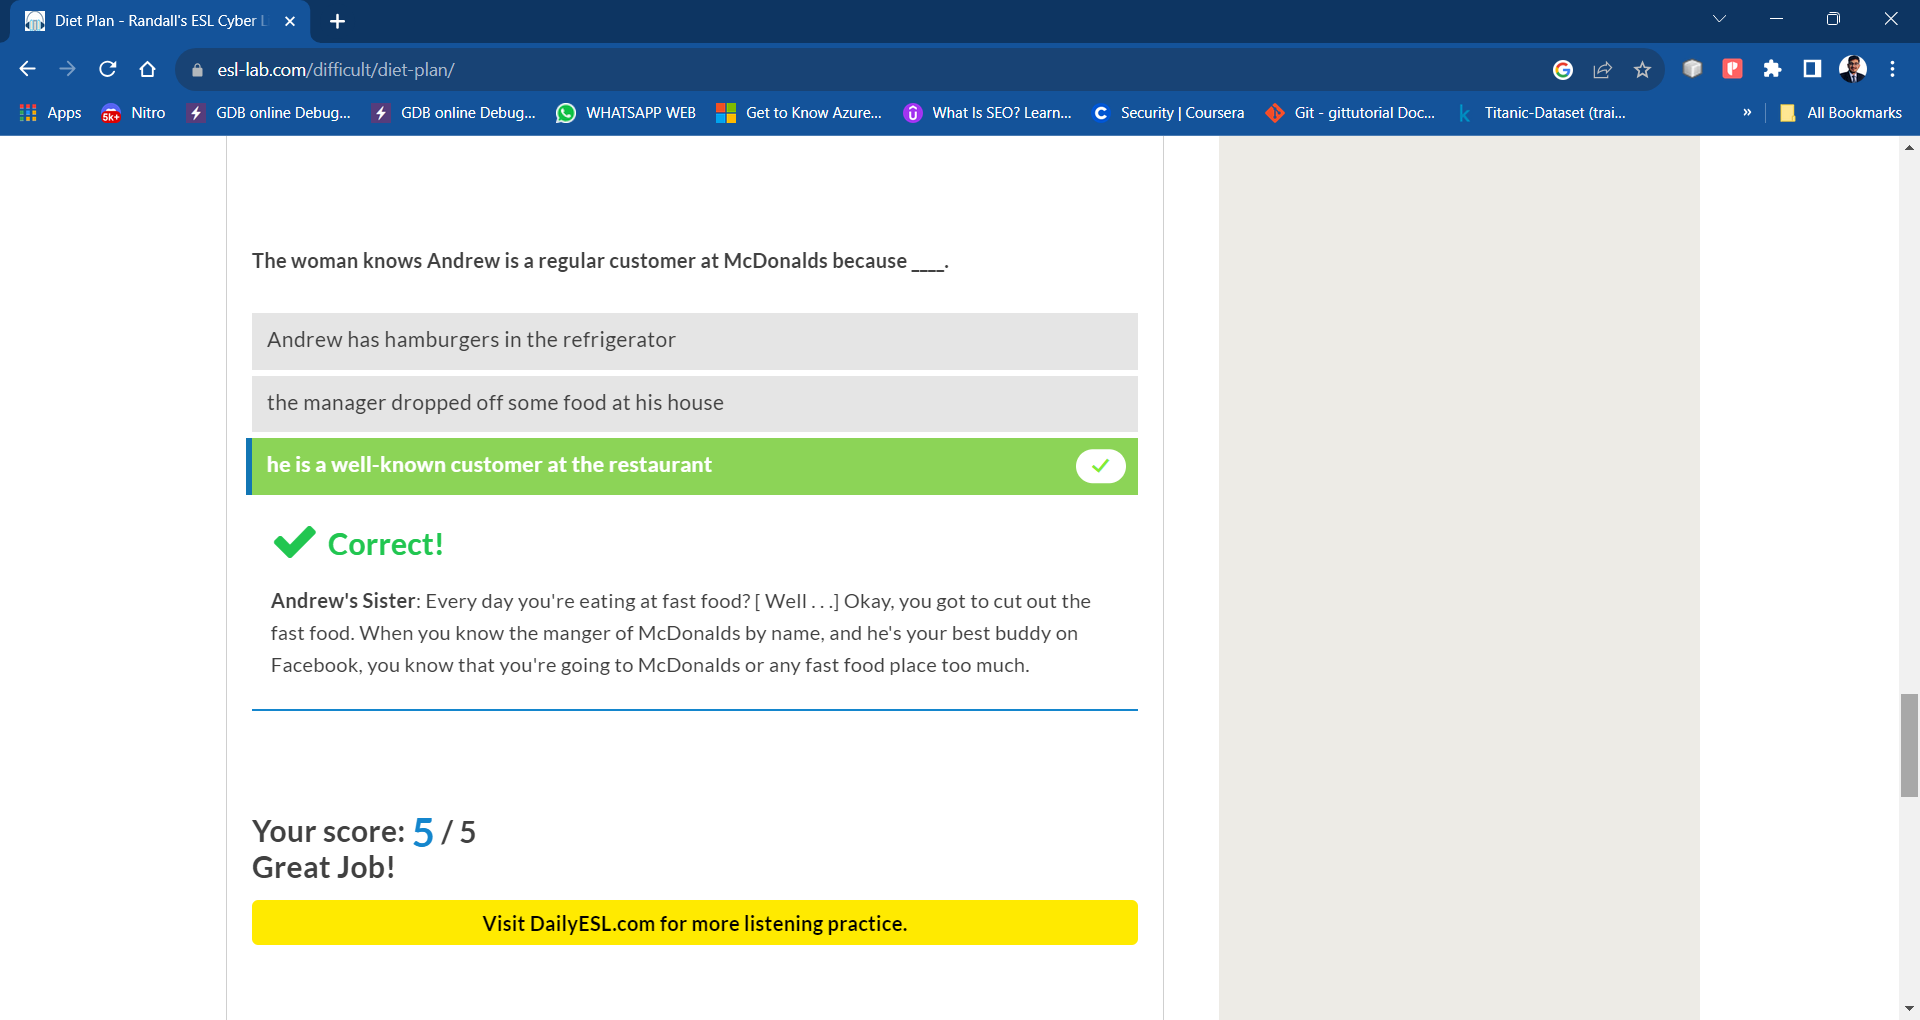 Diet Plan - Randall's ESL Cyber L
esl-lab.com/difficult/diet-plan/
Apps
5k+
Nitro
GDB online Debug...
GDB online Debug...
WHATSAPP WEB
Get to Know Azure...
What Is SEO? Learn...
Security | Coursera
Git - gittutorial Doc...
Titanic-Dataset (trai...
»
All Bookmarks
The woman knows Andrew is a regular customer at McDonalds because ____.
Andrew has hamburgers in the refrigerator
the manager dropped off some food at his house
he is a well-known customer at the restaurant
Correct!
Andrew's Sister: Every day you're eating at fast food? [ Well . . .] Okay, you got to cut out the
fast food. When you know the manger of McDonalds by name, and he's your best buddy on
Facebook, you know that you're going to McDonalds or any fast food place too much.
Your score: 5 / 5
Great Job!
Visit DailyESL.com for more listening practice.